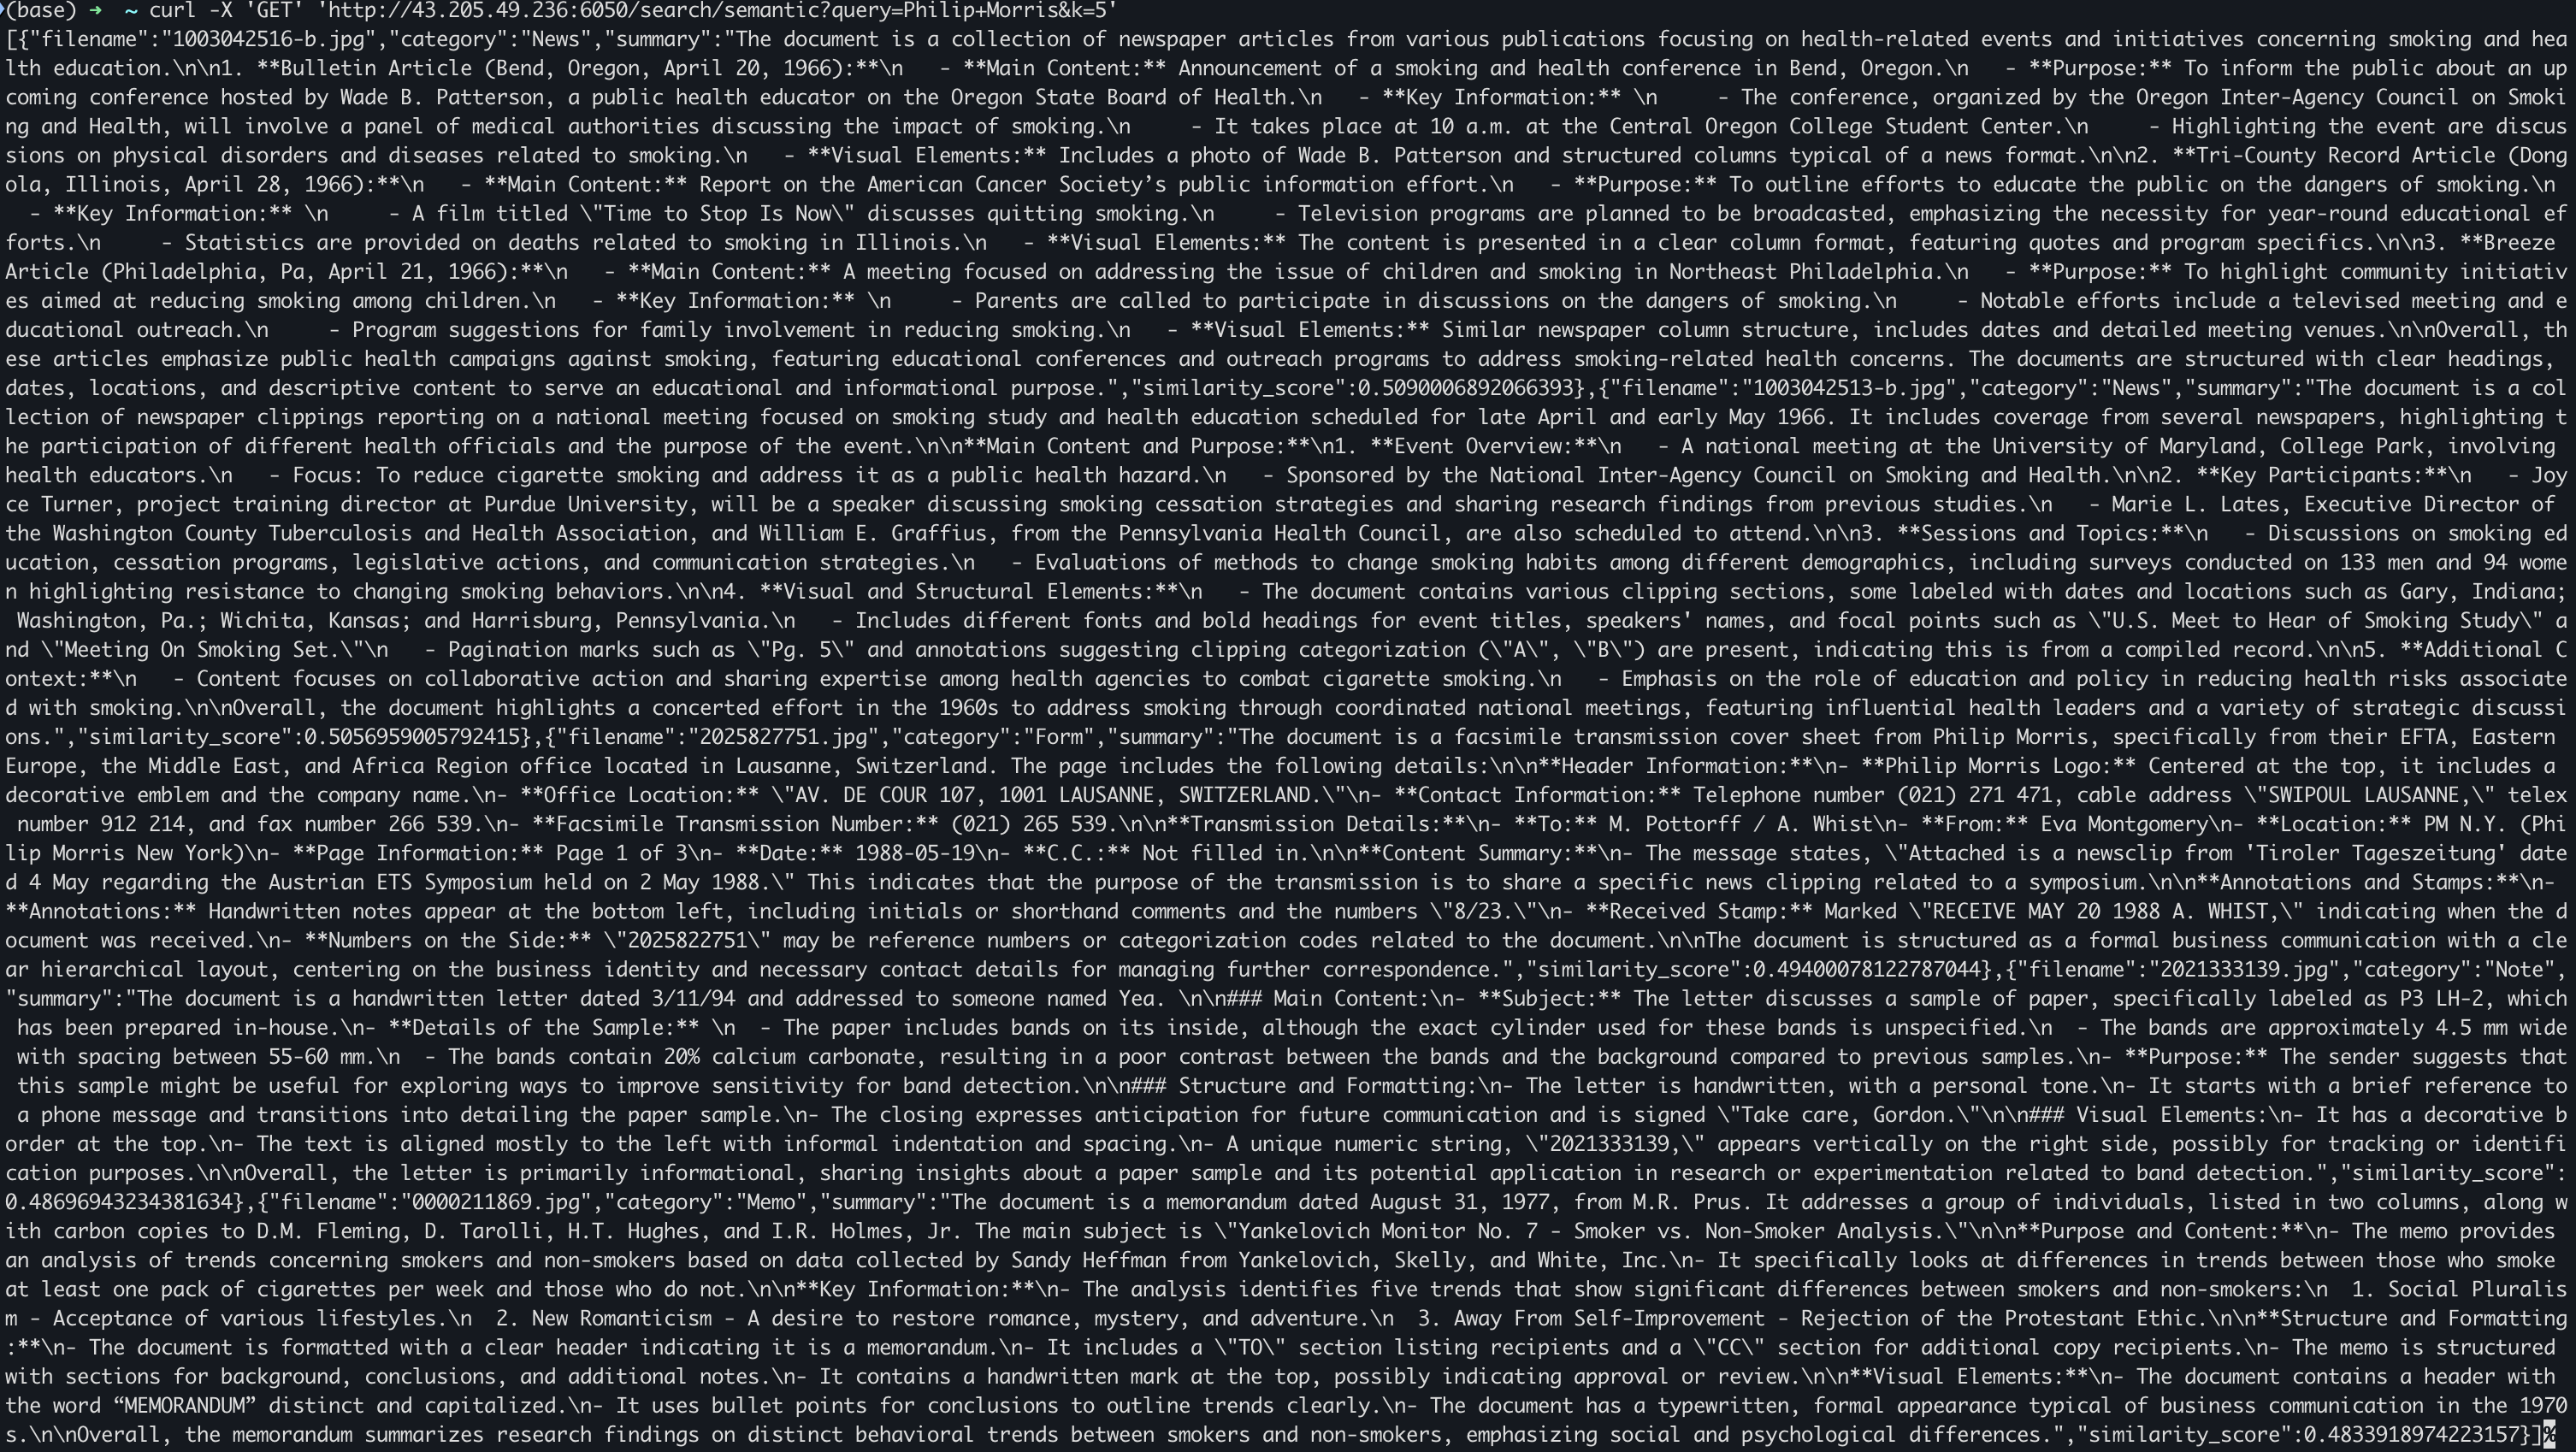 (base) ➜  ~ curl -X 'GET' 'http://43.205.49.236:6050/search/semantic?query=Philip+Morris&k=5'
[{"filename":"1003042516-b.jpg","category":"News","summary":"The document is a collection of newspaper articles from various publications focusing on health-related events and initiatives concerning smoking and hea
lth education.\n\n1. **Bulletin Article (Bend, Oregon, April 20, 1966):**\n   - **Main Content:** Announcement of a smoking and health conference in Bend, Oregon.\n   - **Purpose:** To inform the public about an up
coming conference hosted by Wade B. Patterson, a public health educator on the Oregon State Board of Health.\n   - **Key Information:** \n     - The conference, organized by the Oregon Inter-Agency Council on Smoki
ng and Health, will involve a panel of medical authorities discussing the impact of smoking.\n     - It takes place at 10 a.m. at the Central Oregon College Student Center.\n     - Highlighting the event are discus
sions on physical disorders and diseases related to smoking.\n   - **Visual Elements:** Includes a photo of Wade B. Patterson and structured columns typical of a news format.\n\n2. **Tri-County Record Article (Dong
ola, Illinois, April 28, 1966):**\n   - **Main Content:** Report on the American Cancer Society’s public information effort.\n   - **Purpose:** To outline efforts to educate the public on the dangers of smoking.\n
  - **Key Information:** \n     - A film titled \"Time to Stop Is Now\" discusses quitting smoking.\n     - Television programs are planned to be broadcasted, emphasizing the necessity for year-round educational ef
forts.\n     - Statistics are provided on deaths related to smoking in Illinois.\n   - **Visual Elements:** The content is presented in a clear column format, featuring quotes and program specifics.\n\n3. **Breeze
Article (Philadelphia, Pa, April 21, 1966):**\n   - **Main Content:** A meeting focused on addressing the issue of children and smoking in Northeast Philadelphia.\n   - **Purpose:** To highlight community initiativ
es aimed at reducing smoking among children.\n   - **Key Information:** \n     - Parents are called to participate in discussions on the dangers of smoking.\n     - Notable efforts include a televised meeting and e
ducational outreach.\n     - Program suggestions for family involvement in reducing smoking.\n   - **Visual Elements:** Similar newspaper column structure, includes dates and detailed meeting venues.\n\nOverall, th
ese articles emphasize public health campaigns against smoking, featuring educational conferences and outreach programs to address smoking-related health concerns. The documents are structured with clear headings,
dates, locations, and descriptive content to serve an educational and informational purpose.","similarity_score":0.5090006892066393},{"filename":"1003042513-b.jpg","category":"News","summary":"The document is a col
lection of newspaper clippings reporting on a national meeting focused on smoking study and health education scheduled for late April and early May 1966. It includes coverage from several newspapers, highlighting t
he participation of different health officials and the purpose of the event.\n\n**Main Content and Purpose:**\n1. **Event Overview:**\n   - A national meeting at the University of Maryland, College Park, involving
health educators.\n   - Focus: To reduce cigarette smoking and address it as a public health hazard.\n   - Sponsored by the National Inter-Agency Council on Smoking and Health.\n\n2. **Key Participants:**\n   - Joy
ce Turner, project training director at Purdue University, will be a speaker discussing smoking cessation strategies and sharing research findings from previous studies.\n   - Marie L. Lates, Executive Director of
the Washington County Tuberculosis and Health Association, and William E. Graffius, from the Pennsylvania Health Council, are also scheduled to attend.\n\n3. **Sessions and Topics:**\n   - Discussions on smoking ed
ucation, cessation programs, legislative actions, and communication strategies.\n   - Evaluations of methods to change smoking habits among different demographics, including surveys conducted on 133 men and 94 wome
n highlighting resistance to changing smoking behaviors.\n\n4. **Visual and Structural Elements:**\n   - The document contains various clipping sections, some labeled with dates and locations such as Gary, Indiana;
 Washington, Pa.; Wichita, Kansas; and Harrisburg, Pennsylvania.\n   - Includes different fonts and bold headings for event titles, speakers' names, and focal points such as \"U.S. Meet to Hear of Smoking Study\" a
nd \"Meeting On Smoking Set.\"\n   - Pagination marks such as \"Pg. 5\" and annotations suggesting clipping categorization (\"A\", \"B\") are present, indicating this is from a compiled record.\n\n5. **Additional C
ontext:**\n   - Content focuses on collaborative action and sharing expertise among health agencies to combat cigarette smoking.\n   - Emphasis on the role of education and policy in reducing health risks associate
d with smoking.\n\nOverall, the document highlights a concerted effort in the 1960s to address smoking through coordinated national meetings, featuring influential health leaders and a variety of strategic discussi
ons.","similarity_score":0.5056959005792415},{"filename":"2025827751.jpg","category":"Form","summary":"The document is a facsimile transmission cover sheet from Philip Morris, specifically from their EFTA, Eastern
Europe, the Middle East, and Africa Region office located in Lausanne, Switzerland. The page includes the following details:\n\n**Header Information:**\n- **Philip Morris Logo:** Centered at the top, it includes a
decorative emblem and the company name.\n- **Office Location:** \"AV. DE COUR 107, 1001 LAUSANNE, SWITZERLAND.\"\n- **Contact Information:** Telephone number (021) 271 471, cable address \"SWIPOUL LAUSANNE,\" telex
 number 912 214, and fax number 266 539.\n- **Facsimile Transmission Number:** (021) 265 539.\n\n**Transmission Details:**\n- **To:** M. Pottorff / A. Whist\n- **From:** Eva Montgomery\n- **Location:** PM N.Y. (Phi
lip Morris New York)\n- **Page Information:** Page 1 of 3\n- **Date:** 1988-05-19\n- **C.C.:** Not filled in.\n\n**Content Summary:**\n- The message states, \"Attached is a newsclip from 'Tiroler Tageszeitung' date
d 4 May regarding the Austrian ETS Symposium held on 2 May 1988.\" This indicates that the purpose of the transmission is to share a specific news clipping related to a symposium.\n\n**Annotations and Stamps:**\n-
**Annotations:** Handwritten notes appear at the bottom left, including initials or shorthand comments and the numbers \"8/23.\"\n- **Received Stamp:** Marked \"RECEIVE MAY 20 1988 A. WHIST,\" indicating when the d
ocument was received.\n- **Numbers on the Side:** \"2025822751\" may be reference numbers or categorization codes related to the document.\n\nThe document is structured as a formal business communication with a cle
ar hierarchical layout, centering on the business identity and necessary contact details for managing further correspondence.","similarity_score":0.49400078122787044},{"filename":"2021333139.jpg","category":"Note",
"summary":"The document is a handwritten letter dated 3/11/94 and addressed to someone named Yea. \n\n### Main Content:\n- **Subject:** The letter discusses a sample of paper, specifically labeled as P3 LH-2, which
 has been prepared in-house.\n- **Details of the Sample:** \n  - The paper includes bands on its inside, although the exact cylinder used for these bands is unspecified.\n  - The bands are approximately 4.5 mm wide
 with spacing between 55-60 mm.\n  - The bands contain 20% calcium carbonate, resulting in a poor contrast between the bands and the background compared to previous samples.\n- **Purpose:** The sender suggests that
 this sample might be useful for exploring ways to improve sensitivity for band detection.\n\n### Structure and Formatting:\n- The letter is handwritten, with a personal tone.\n- It starts with a brief reference to
 a phone message and transitions into detailing the paper sample.\n- The closing expresses anticipation for future communication and is signed \"Take care, Gordon.\"\n\n### Visual Elements:\n- It has a decorative b
order at the top.\n- The text is aligned mostly to the left with informal indentation and spacing.\n- A unique numeric string, \"2021333139,\" appears vertically on the right side, possibly for tracking or identifi
cation purposes.\n\nOverall, the letter is primarily informational, sharing insights about a paper sample and its potential application in research or experimentation related to band detection.","similarity_score":
0.48696943234381634},{"filename":"0000211869.jpg","category":"Memo","summary":"The document is a memorandum dated August 31, 1977, from M.R. Prus. It addresses a group of individuals, listed in two columns, along w
ith carbon copies to D.M. Fleming, D. Tarolli, H.T. Hughes, and I.R. Holmes, Jr. The main subject is \"Yankelovich Monitor No. 7 - Smoker vs. Non-Smoker Analysis.\"\n\n**Purpose and Content:**\n- The memo provides
an analysis of trends concerning smokers and non-smokers based on data collected by Sandy Heffman from Yankelovich, Skelly, and White, Inc.\n- It specifically looks at differences in trends between those who smoke
at least one pack of cigarettes per week and those who do not.\n\n**Key Information:**\n- The analysis identifies five trends that show significant differences between smokers and non-smokers:\n  1. Social Pluralis
m - Acceptance of various lifestyles.\n  2. New Romanticism - A desire to restore romance, mystery, and adventure.\n  3. Away From Self-Improvement - Rejection of the Protestant Ethic.\n\n**Structure and Formatting
:**\n- The document is formatted with a clear header indicating it is a memorandum.\n- It includes a \"TO\" section listing recipients and a \"CC\" section for additional copy recipients.\n- The memo is structured
with sections for background, conclusions, and additional notes.\n- It contains a handwritten mark at the top, possibly indicating approval or review.\n\n**Visual Elements:**\n- The document contains a header with
the word “MEMORANDUM” distinct and capitalized.\n- It uses bullet points for conclusions to outline trends clearly.\n- The document has a typewritten, formal appearance typical of business communication in the 1970
s.\n\nOverall, the memorandum summarizes research findings on distinct behavioral trends between smokers and non-smokers, emphasizing social and psychological differences.","similarity_score":0.4833918974223157}]%